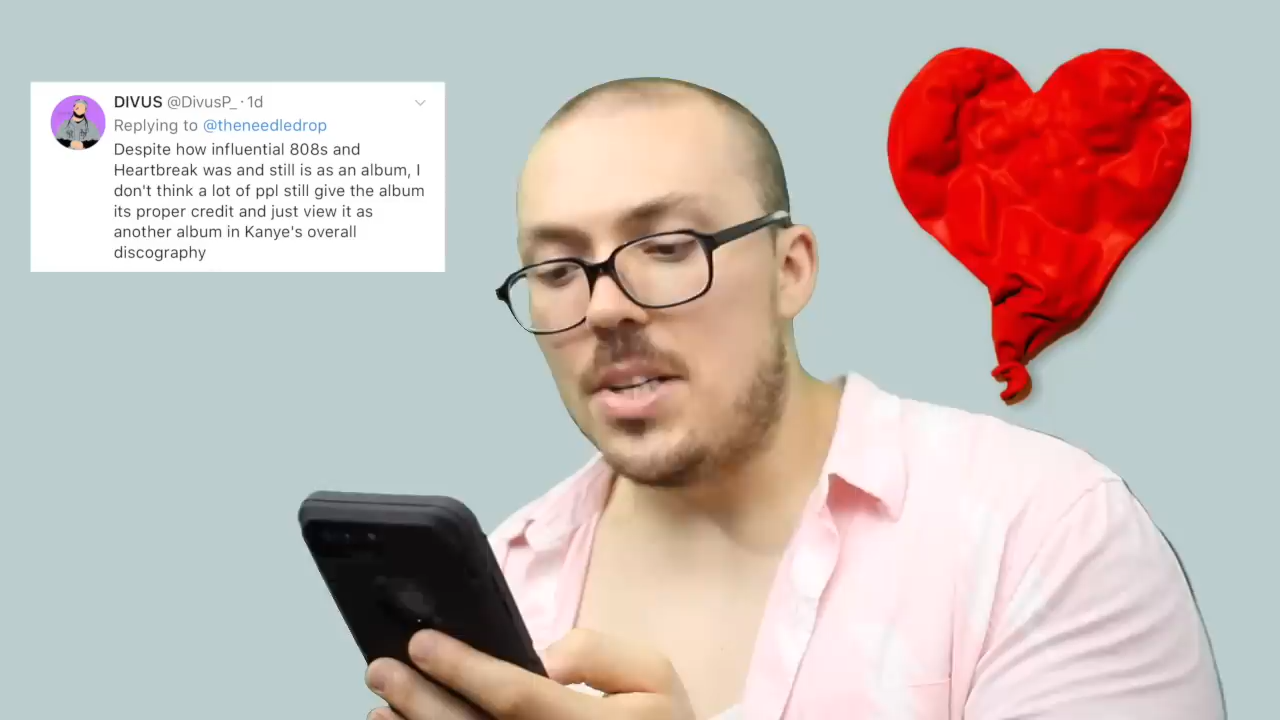 DIVUS @DivusP_ · 1d
Replying to @theneedledrop
Despite how influential 808s and
Heartbreak was and still is as an album, I
don't think a lot of ppl still give the album
its proper credit and just view it as
another album in Kanye's overall
discography